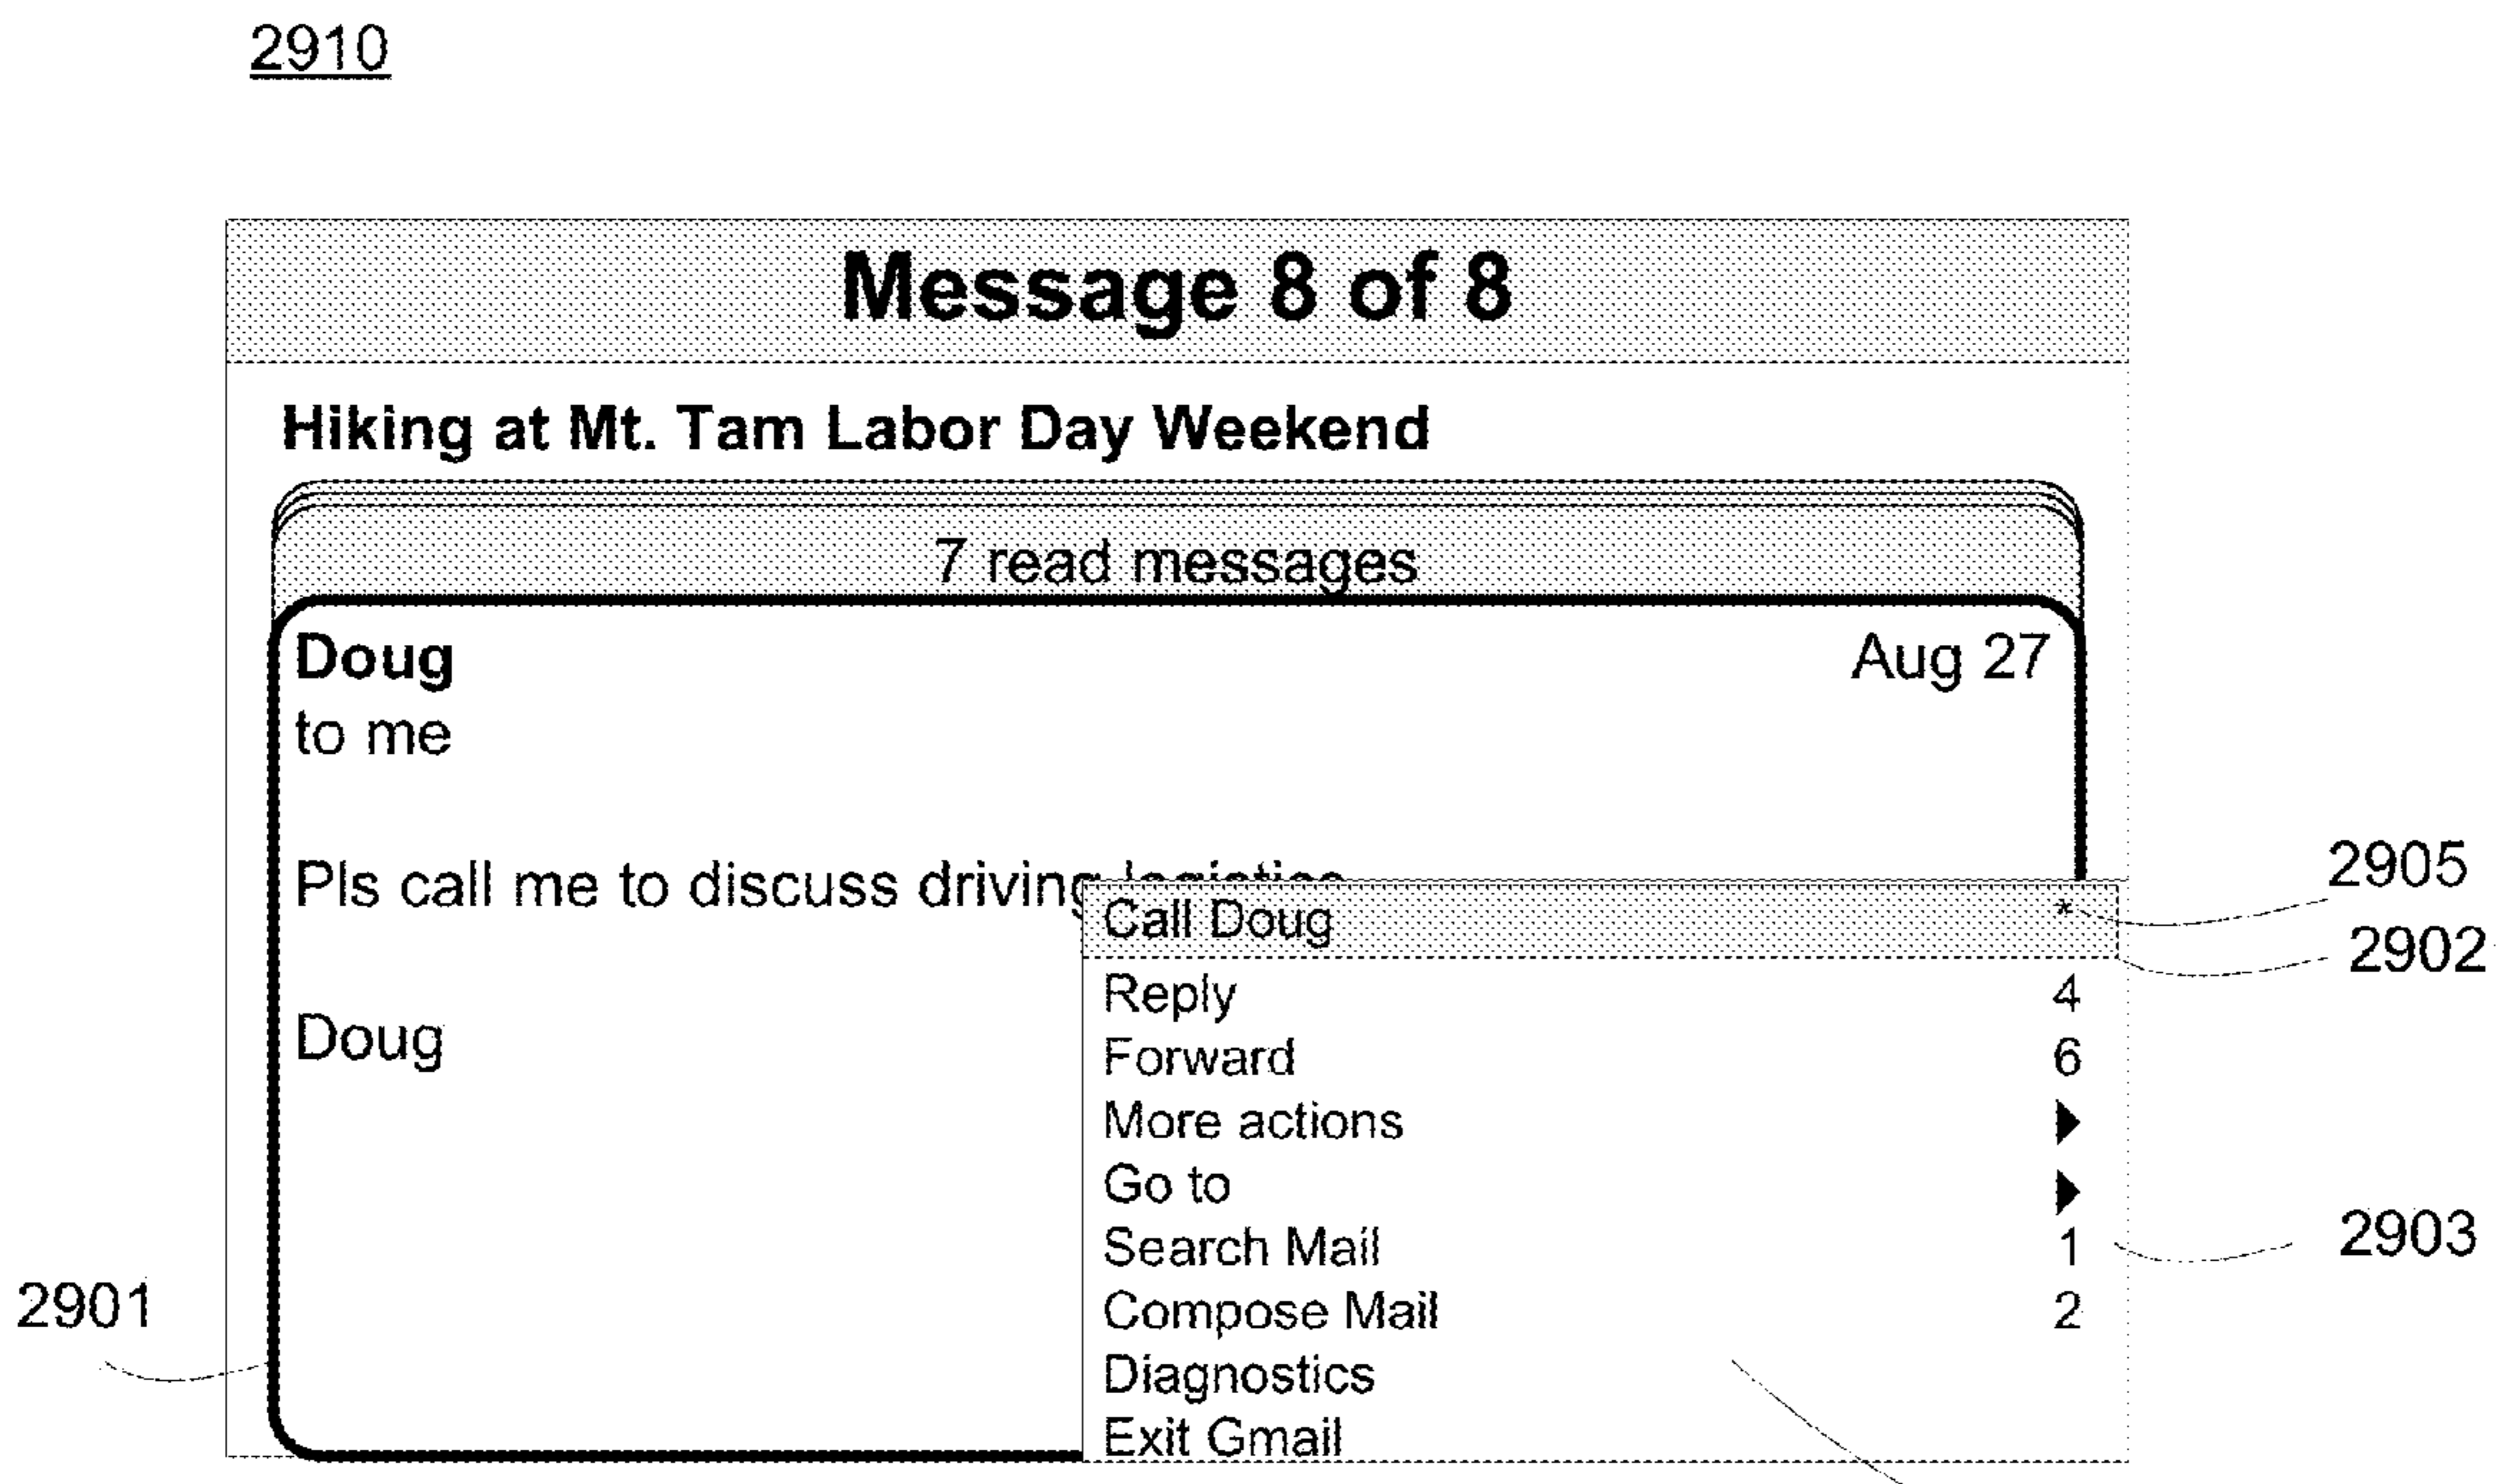 2910
Message 8 of 8
Hiking at Mt. Tam Labor Day Weekend
7 read messages
Doug Aug 27
to me
Pls call me to discuss driving logistics
2905
Call Doug *
2902
Reply 4
Doug
Forward 6
More actions
Go to
2903
Search Mail 1
2901
Compose Mail 2
Diagnostics
Exit Gmail